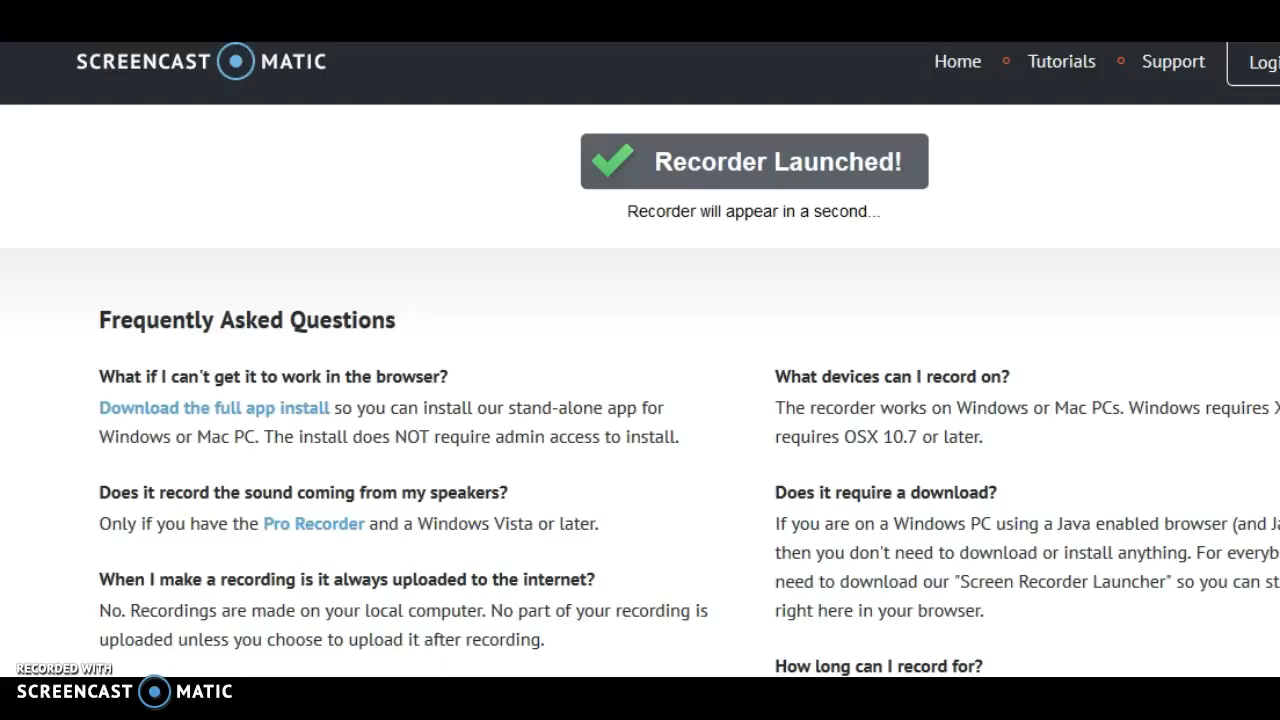 SCREENCAST MATIC
Home Tutorials Support
Recorder Launched!
Recorder will appear in a second...
Frequently Asked Questions
What if I can't get it to work in the browser?
Download the full app install so you can install our stand-alone app for
Windows or Mac PC. The install does NOT require admin access to install.
Does it record the sound coming from my speakers?
Only if you have the Pro Recorder and a Windows Vista or later.
When I make a recording is it always uploaded to the internet?
No. Recordings are made on your local computer. No part of your recording is
uploaded unless you choose to upload it after recording.
What devices can I record on?
The recorder works on Windows or Mac PCs. Windows requires
requires OSX 10.7 or later.
Does it require a download?
If you are on a Windows PC using a Java enabled browser (and
then you don't need to download or install anything. For
need to download our "Screen Recorder Launcher" so you can
right here in your browser.
How long can I record for?
RECORDED WITH
SCREENCAST MATIC